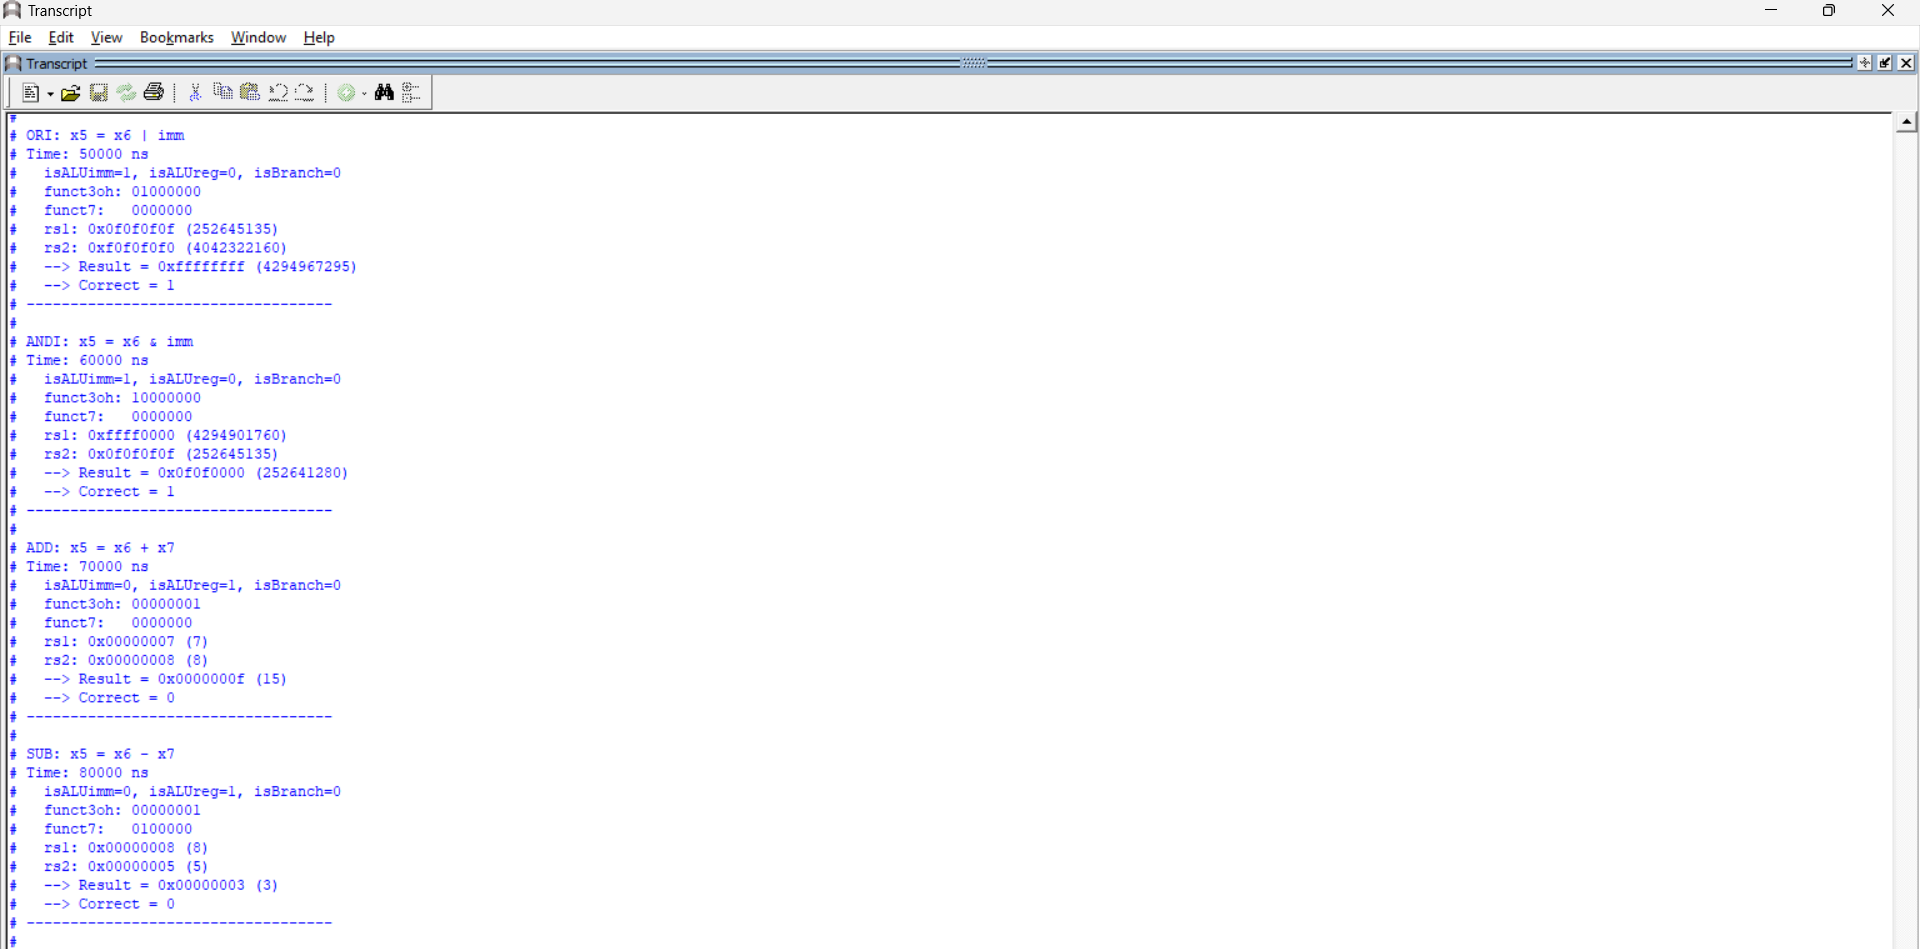 Transcript
File Edit View Bookmarks Window Help
Transcript
#
# ORI: x5 = x6 | imm
# Time: 50000 ns
#   isALUimm=1, isALUreg=0, isBranch=0
#   funct3oh: 01000000
#   funct7:   0000000
#   rs1: 0x0f0f0f0f (252645135)
#   rs2: 0xf0f0f0f0 (4042322160)
#   --> Result = 0xffffffff (4294967295)
#   --> Correct = 1
# -----------------------------------
#
# ANDI: x5 = x6 & imm
# Time: 60000 ns
#   isALUimm=1, isALUreg=0, isBranch=0
#   funct3oh: 10000000
#   funct7:   0000000
#   rs1: 0xffff0000 (4294901760)
#   rs2: 0x0f0f0f0f (252645135)
#   --> Result = 0x0f0f0000 (252641280)
#   --> Correct = 1
# -----------------------------------
#
# ADD: x5 = x6 + x7
# Time: 70000 ns
#   isALUimm=0, isALUreg=1, isBranch=0
#   funct3oh: 00000001
#   funct7:   0000000
#   rs1: 0x00000007 (7)
#   rs2: 0x00000008 (8)
#   --> Result = 0x0000000f (15)
#   --> Correct = 0
# -----------------------------------
#
# SUB: x5 = x6 - x7
# Time: 80000 ns
#   isALUimm=0, isALUreg=1, isBranch=0
#   funct3oh: 00000001
#   funct7:   0100000
#   rs1: 0x00000008 (8)
#   rs2: 0x00000005 (5)
#   --> Result = 0x00000003 (3)
#   --> Correct = 0
# -----------------------------------
#